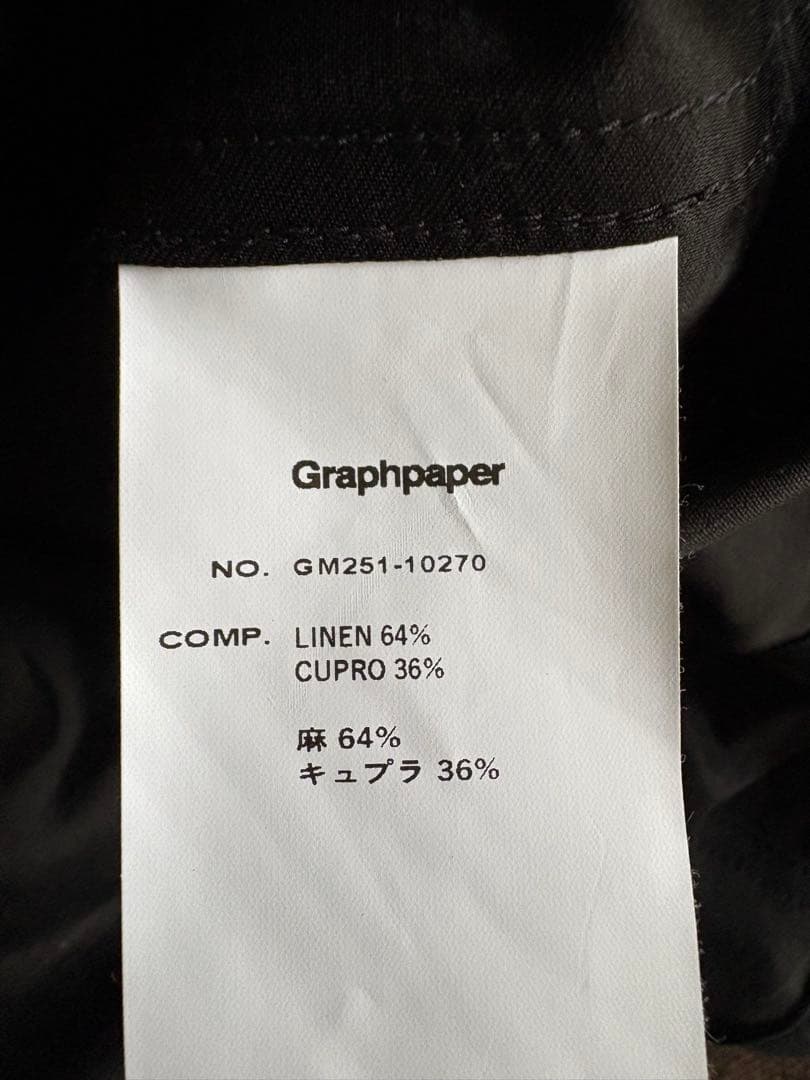 Graphpaper
NO. GM251-10270
COMP. LINEN 64%
CUPRO 36%
麻 64%
キュプラ 36%